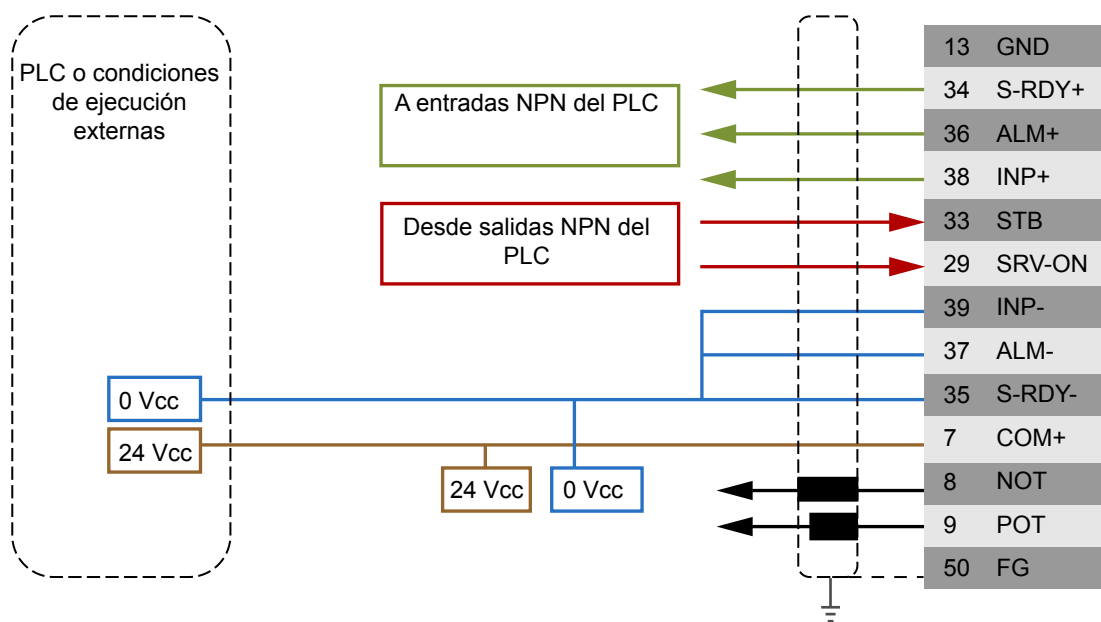 PLC o condiciones
de ejecución
externas
A entradas NPN del PLC
Desde salidas NPN del
PLC
0 Vcc
24 Vcc
24 Vcc
0 Vcc
13 GND
34 S-RDY+
36 ALM+
38 INP+
33 STB
29 SRV-ON
39 INP-
37 ALM-
35 S-RDY-
7 COM+
8 NOT
9 POT
50 FG